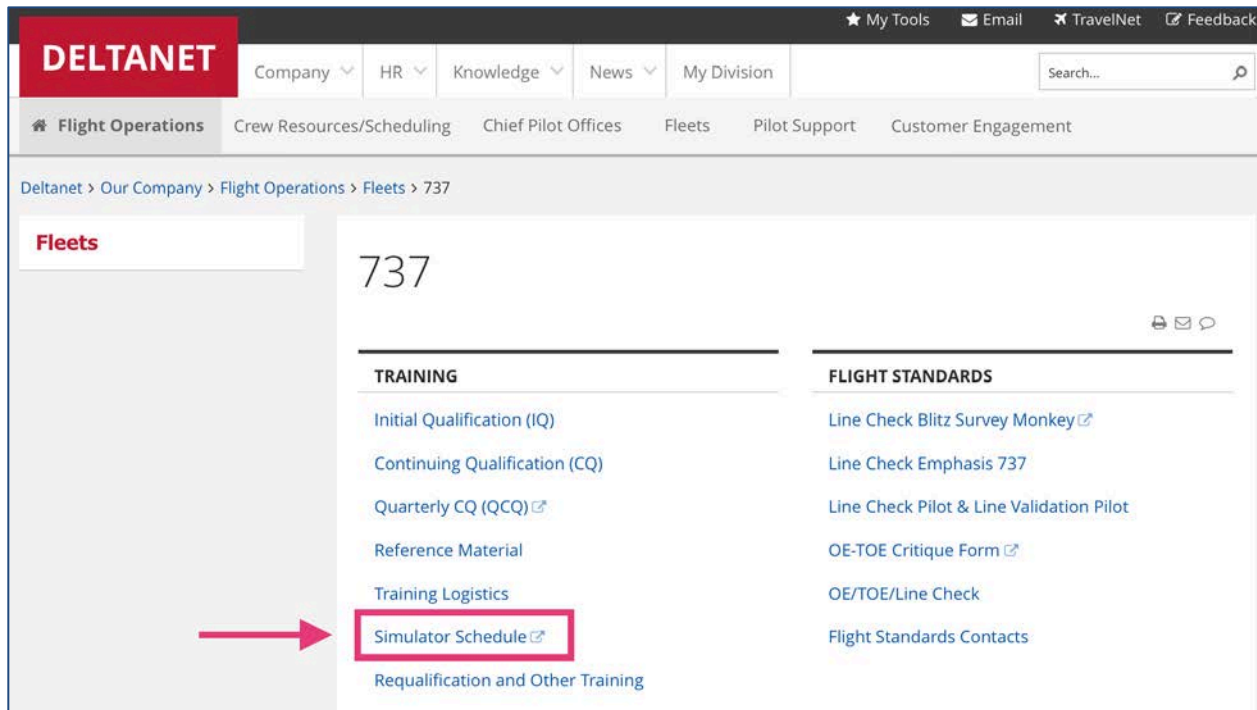 My Tools Email TravelNet Feedback
DELTANET
Company HR Knowledge News My Division
Search...
Flight Operations Crew Resources/Scheduling Chief Pilot Offices Fleets Pilot Support Customer Engagement
Deltanet > Our Company > Flight Operations > Fleets > 737
Fleets
737
TRAINING
Initial Qualification (IQ)
Continuing Qualification (CQ)
Quarterly CQ (QCQ)
Reference Material
Training Logistics
Simulator Schedule
Requalification and Other Training
FLIGHT STANDARDS
Line Check Blitz Survey Monkey
Line Check Emphasis 737
Line Check Pilot & Line Validation Pilot
OE-TOE Critique Form
OE/TOE/Line Check
Flight Standards Contacts